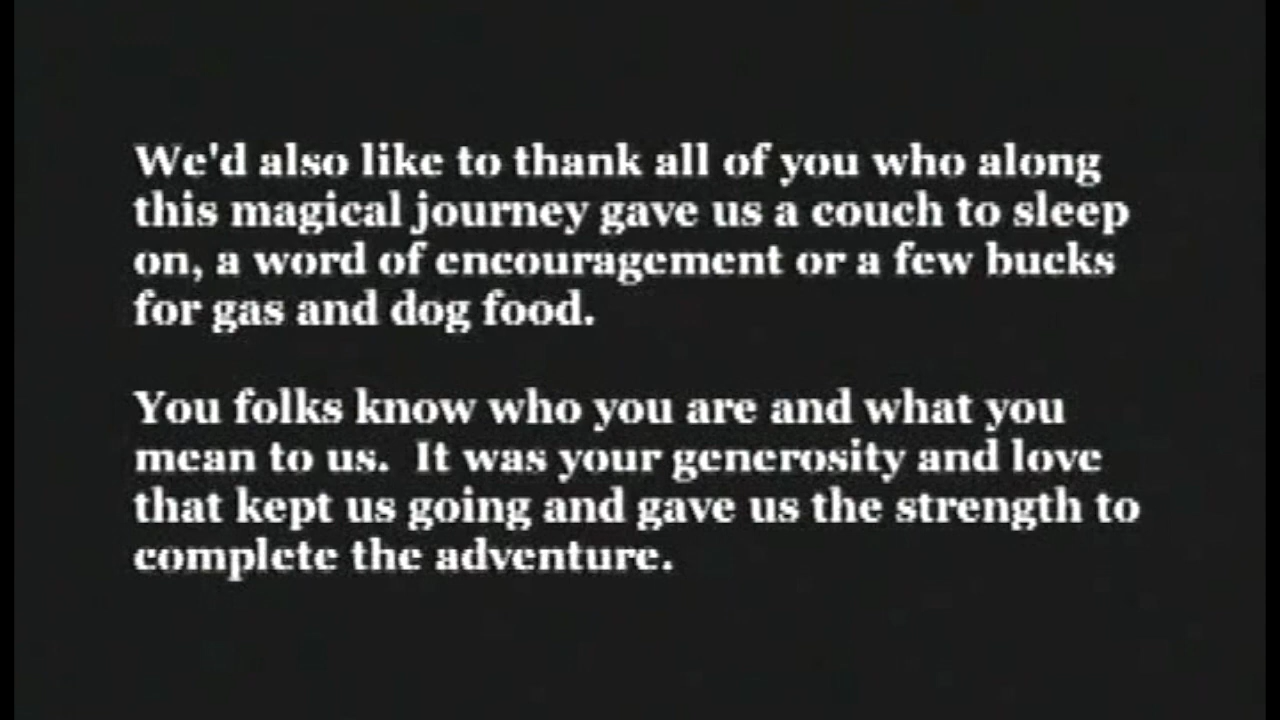 We'd also like to thank all of you who along
this magical journey gave us a couch to sleep
on, a word of encouragement or a few bucks
for gas and dog food.
You folks know who you are and what you
mean to us.  It was your generosity and love
that kept us going and gave us the strength to
complete the adventure.